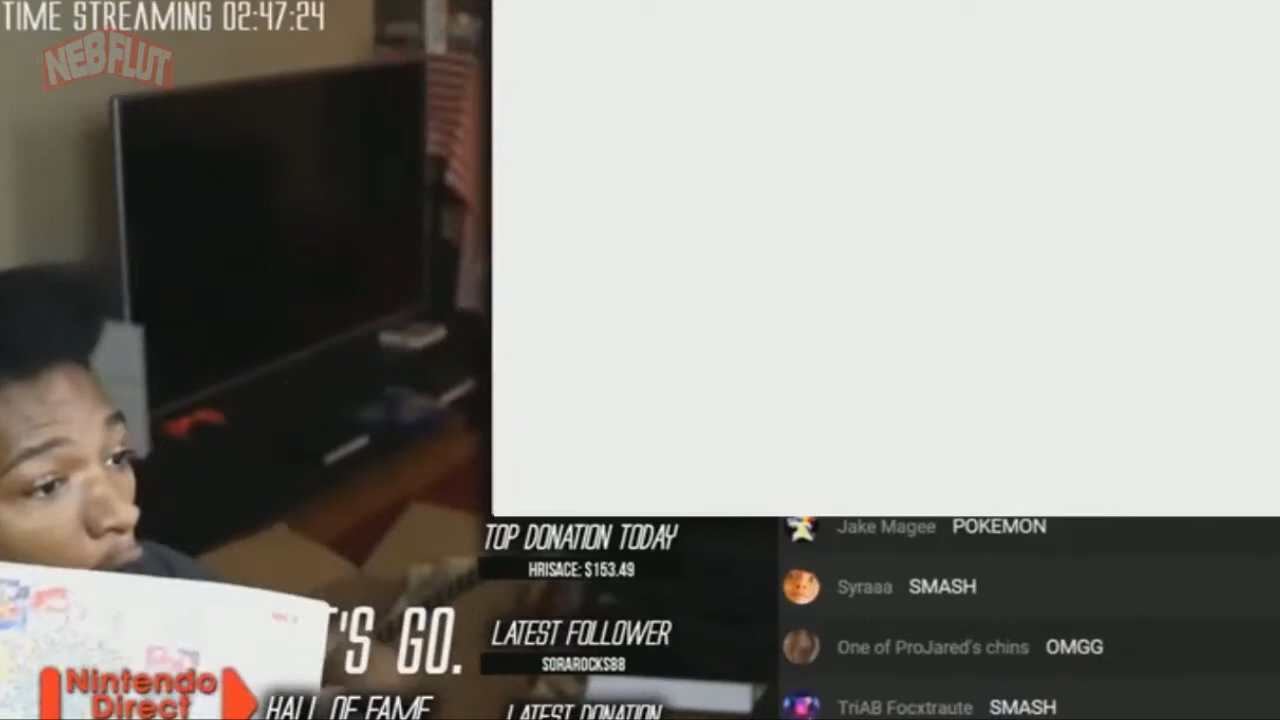 TIME STREAMING 02:47:24
NEBFLUT
TOP DONATION TODAY
HRISACE: $153.49
'S GO.
LATEST FOLLOWER
SORAROCKS88
HALL OF FAME
LATEST DONATION
Nintendo
Direct
Jake Magee POKEMON
Syraaa SMASH
One of ProJared's chins OMGG
TriAB Focxtraute SMASH